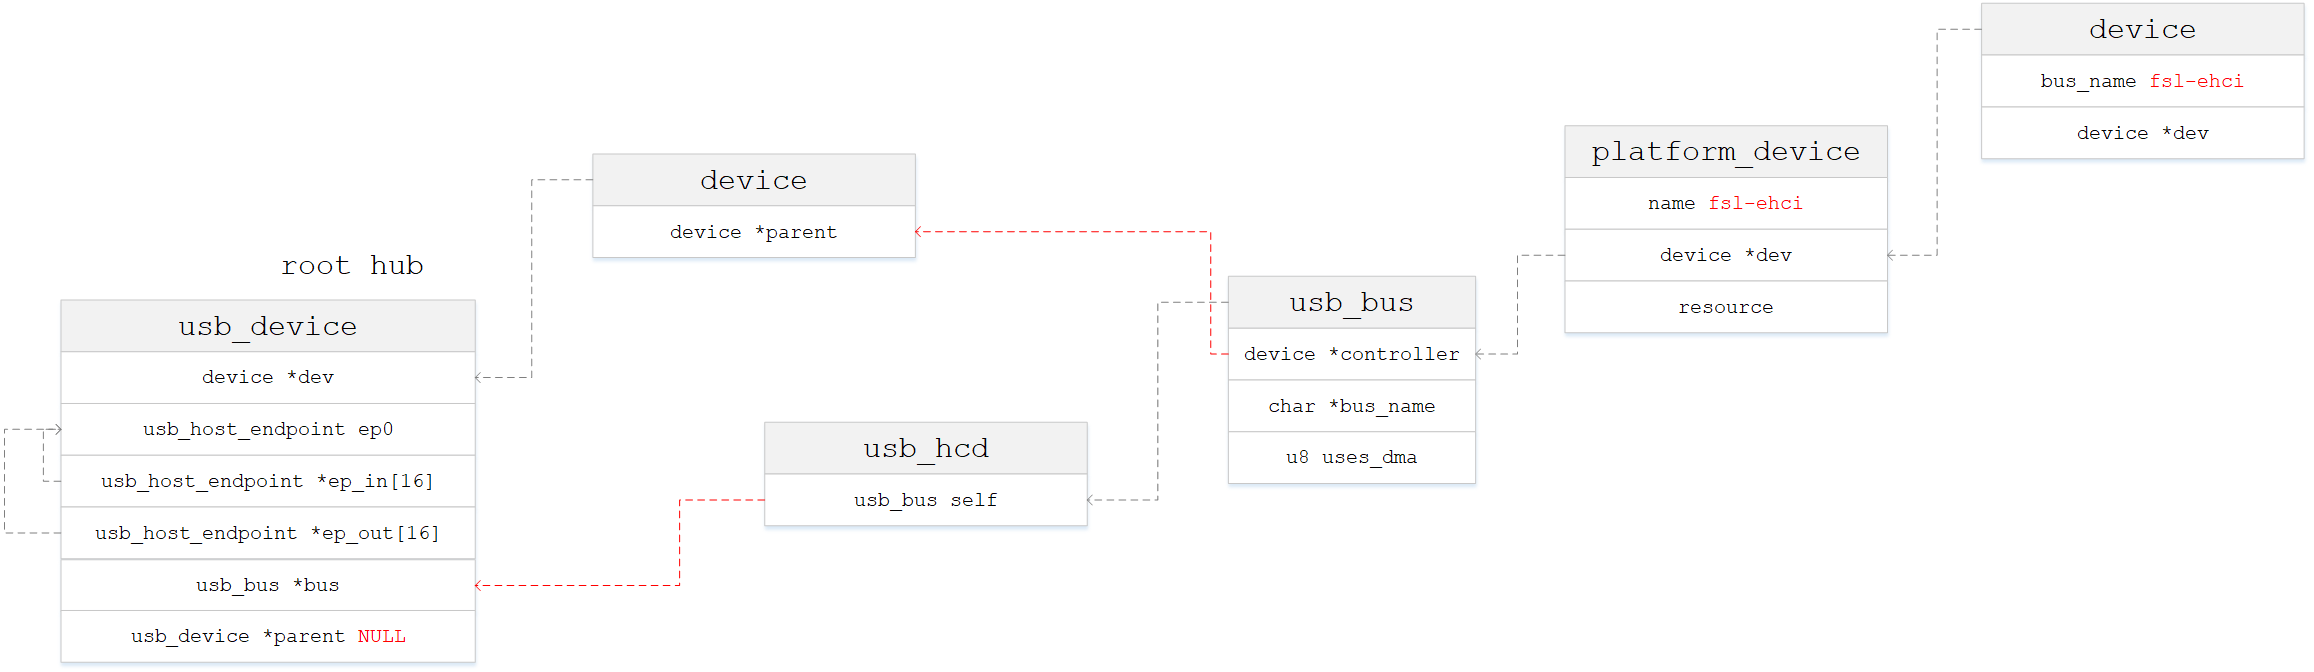 root hub
usb_device
device *dev
usb_host_endpoint ep0
usb_host_endpoint *ep_in[16]
usb_host_endpoint *ep_out[16]
usb_bus *bus
usb_device *parent NULL
device
device *parent
usb_hcd
usb_bus self
usb_bus
device *controller
char *bus_name
u8 uses_dma
platform_device
name fsl-ehci
device *dev
resource
device
bus_name fsl-ehci
device *dev